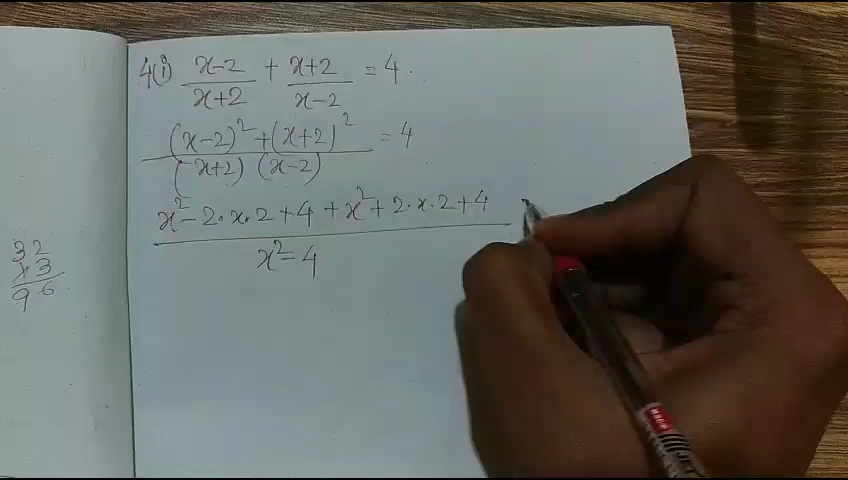 4(i) x-2/x+2 + x+2/x-2 = 4.
(x-2)² + (x+2)² / (x+2) (x-2) = 4
x² - 2·x·2 + 4 + x² + 2·x·2 + 4 / x² = 4
32
×3
96